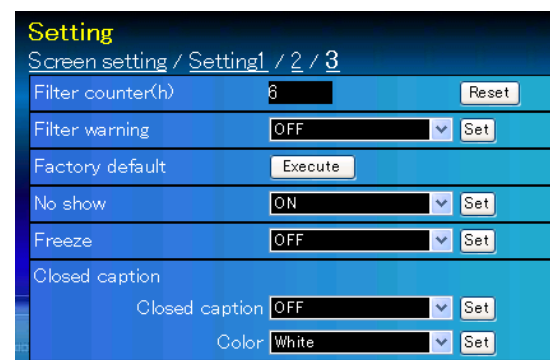 Setting
Screen setting / Setting1 / 2 / 3
Filter counter(h) 6 Reset
Filter warning OFF Set
Factory default Execute
No show ON Set
Freeze OFF Set
Closed caption
Closed caption OFF Set
Color White Set